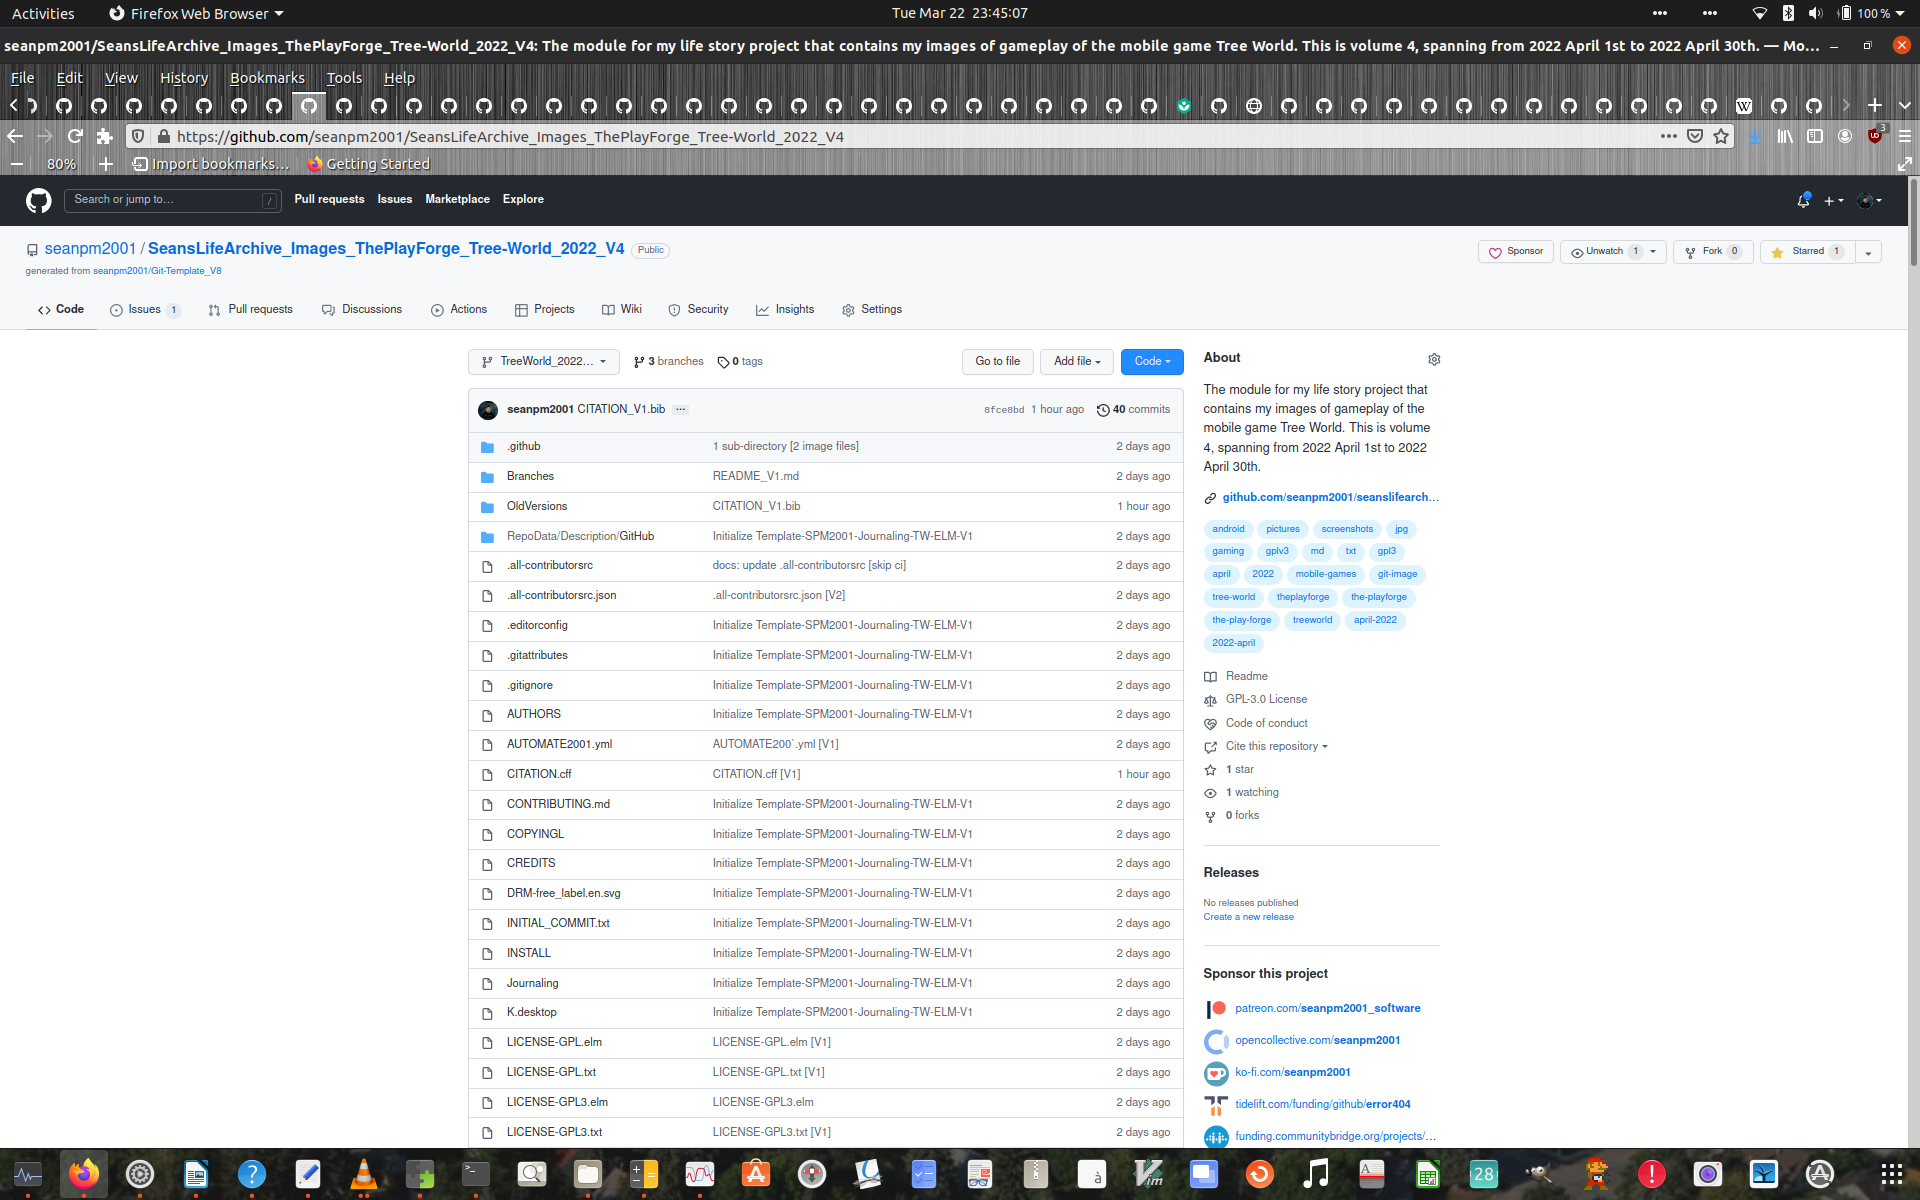 Activities Firefox Web Browser Tue Mar 22 23:45:07 100 %
seanpm2001/SeansLifeArchive_Images_ThePlayForge_Tree-World_2022_V4: The module for my life story project that contains my images of gameplay of the mobile game Tree World. This is volume 4, spanning from 2022 April 1st to 2022 April 30th. — Mo…
File Edit View History Bookmarks Tools Help
https://github.com/seanpm2001/SeansLifeArchive_Images_ThePlayForge_Tree-World_2022_V4 3
80% Import bookmarks… Getting Started
Search or jump to… / Pull requests Issues Marketplace Explore
seanpm2001 / SeansLifeArchive_Images_ThePlayForge_Tree-World_2022_V4 Public Sponsor Unwatch 1 Fork 0 Starred 1
generated from seanpm2001/Git-Template_V8
Code Issues 1 Pull requests Discussions Actions Projects Wiki Security Insights Settings
TreeWorld_2022… 3 branches 0 tags Go to file Add file Code
seanpm2001 CITATION_V1.bib … 8fce8bd 1 hour ago 40 commits
.github 1 sub-directory [2 image files] 2 days ago
Branches README_V1.md 2 days ago
OldVersions CITATION_V1.bib 1 hour ago
RepoData/Description/GitHub Initialize Template-SPM2001-Journaling-TW-ELM-V1 2 days ago
.all-contributorsrc docs: update .all-contributorsrc [skip ci] 2 days ago
.all-contributorsrc.json .all-contributorsrc.json [V2] 2 days ago
.editorconfig Initialize Template-SPM2001-Journaling-TW-ELM-V1 2 days ago
.gitattributes Initialize Template-SPM2001-Journaling-TW-ELM-V1 2 days ago
.gitignore Initialize Template-SPM2001-Journaling-TW-ELM-V1 2 days ago
AUTHORS Initialize Template-SPM2001-Journaling-TW-ELM-V1 2 days ago
AUTOMATE2001.yml AUTOMATE200`.yml [V1] 2 days ago
CITATION.cff CITATION.cff [V1] 1 hour ago
CONTRIBUTING.md Initialize Template-SPM2001-Journaling-TW-ELM-V1 2 days ago
COPYINGL Initialize Template-SPM2001-Journaling-TW-ELM-V1 2 days ago
CREDITS Initialize Template-SPM2001-Journaling-TW-ELM-V1 2 days ago
DRM-free_label.en.svg Initialize Template-SPM2001-Journaling-TW-ELM-V1 2 days ago
INITIAL_COMMIT.txt Initialize Template-SPM2001-Journaling-TW-ELM-V1 2 days ago
INSTALL Initialize Template-SPM2001-Journaling-TW-ELM-V1 2 days ago
Journaling Initialize Template-SPM2001-Journaling-TW-ELM-V1 2 days ago
K.desktop Initialize Template-SPM2001-Journaling-TW-ELM-V1 2 days ago
LICENSE-GPL.elm LICENSE-GPL.elm [V1] 2 days ago
LICENSE-GPL.txt LICENSE-GPL.txt [V1] 2 days ago
LICENSE-GPL3.elm LICENSE-GPL3.elm 2 days ago
LICENSE-GPL3.txt LICENSE-GPL3.txt [V1] 2 days ago
About
The module for my life story project that
contains my images of gameplay of the
mobile game Tree World. This is volume
4, spanning from 2022 April 1st to 2022
April 30th.
github.com/seanpm2001/seanslifearch…
android pictures screenshots jpg
gaming gplv3 md txt gpl3
april 2022 mobile-games git-image
tree-world theplayforge the-playforge
the-play-forge treeworld april-2022
2022-april
Readme
GPL-3.0 License
Code of conduct
Cite this repository
1 star
1 watching
0 forks
Releases
No releases published
Create a new release
Sponsor this project
patreon.com/seanpm2001_software
opencollective.com/seanpm2001
ko-fi.com/seanpm2001
tidelift.com/funding/github/error404
funding.communitybridge.org/projects/…
28